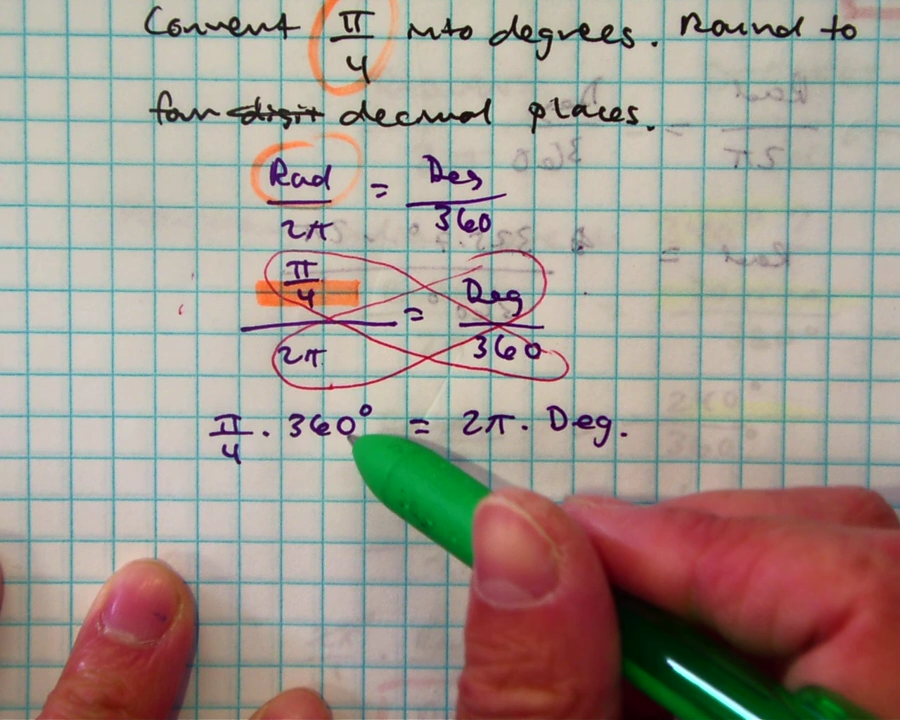 Convert π/4 into degrees. Round to
four digit decimal places.
Rad/2π = Deg/360
π/4/2π = Deg/360
π/4 · 360° = 2π · Deg.